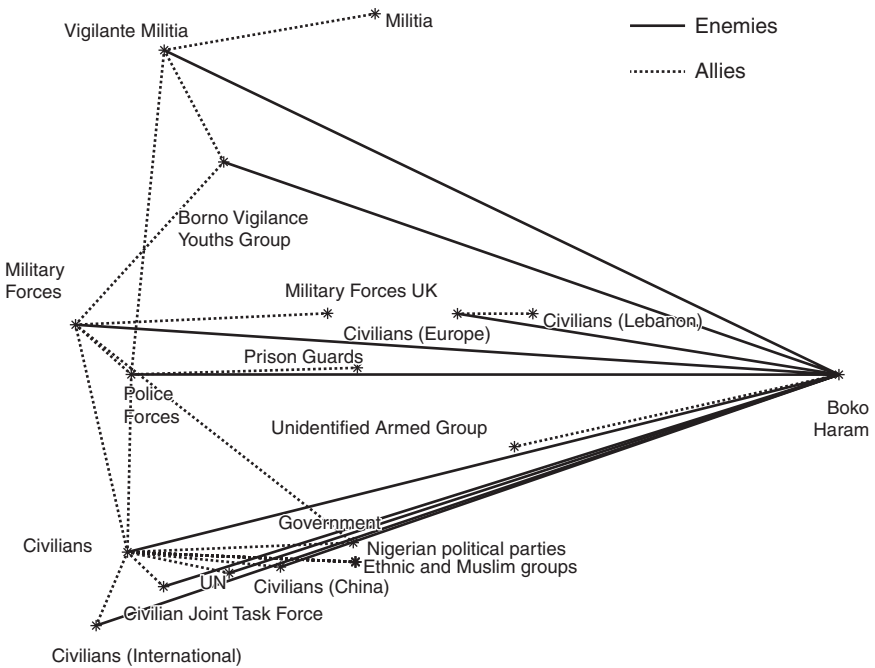 Militia
Vigilante Militia
Enemies
Allies
Borno Vigilance
Youths Group
Military
Forces
Military Forces UK
Civilians (Lebanon)
Civilians (Europe)
Prison Guards
Police
Forces
Boko
Haram
Unidentified Armed Group
Government
Civilians
Nigerian political parties
Ethnic and Muslim groups
UN
Civilians (China)
Civilian Joint Task Force
Civilians (International)